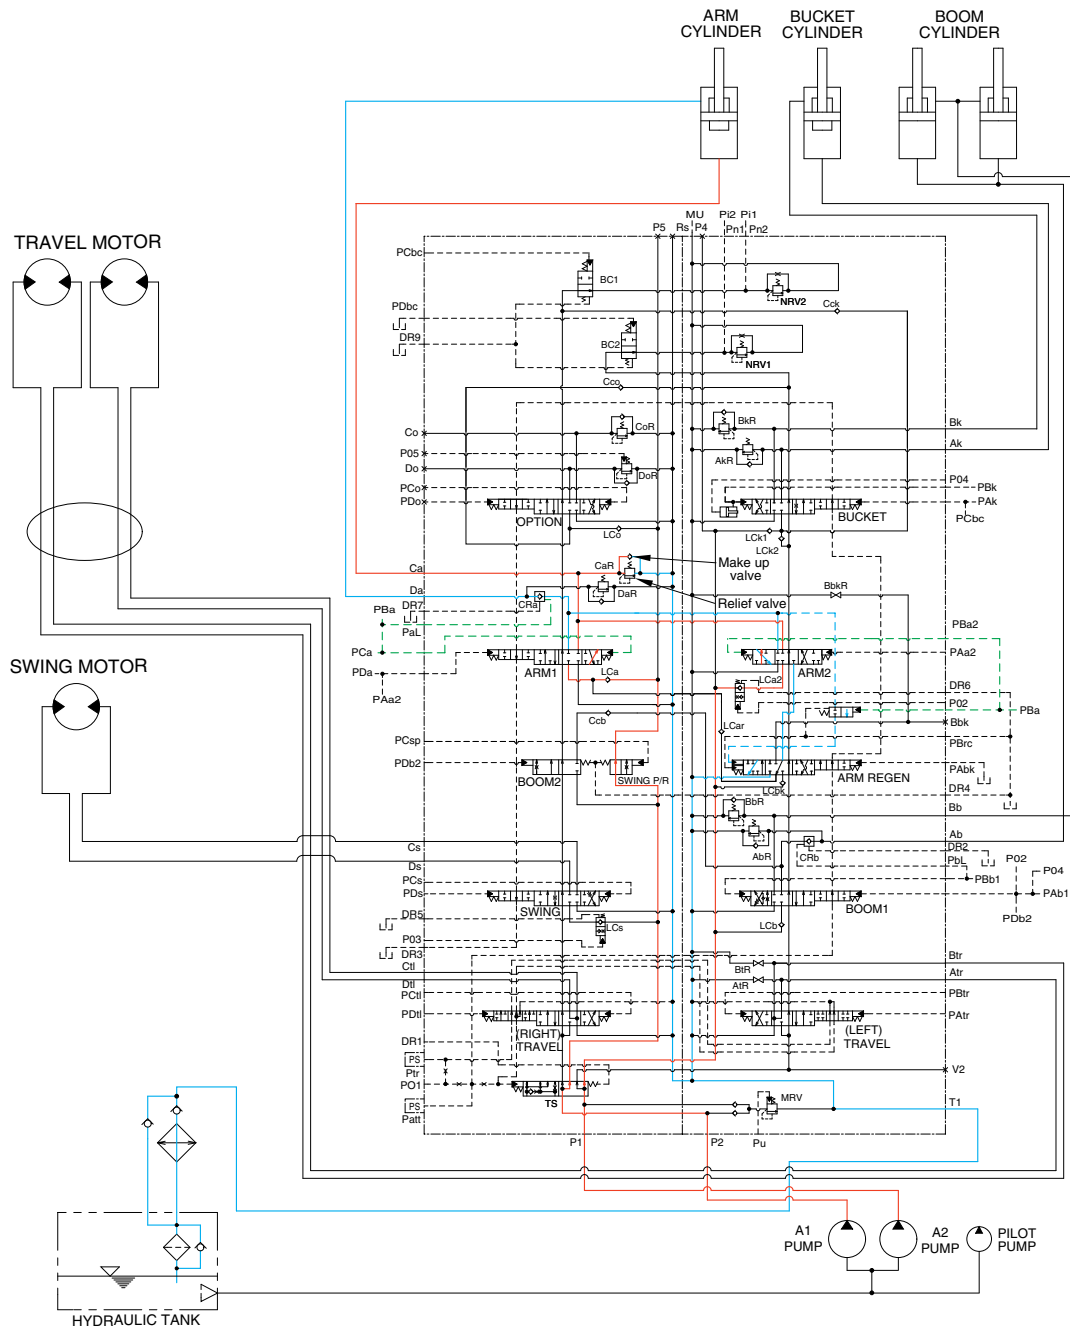 ARM
CYLINDER
BUCKET
CYLINDER
BOOM
CYLINDER
TRAVEL MOTOR
SWING MOTOR
MU
Pi2 Pi1
P5 Rs P4 Pn1 Pn2
PCbc
BC1
NRV2
Cck
PDbc
DR9
BC2
NRV1
Cco
Co
CoR
BkR
Bk
Ak
P05
Do
DoR
AkR
P04
PCo
PBk
PDo
PAk
OPTION
BUCKET
PCbc
LCo
LCk1
LCk2
Ca
CaR
Make up
valve
Da
DaR
Relief valve
CRa
BbkR
PBa
DR7
PaL
PBa2
PCa
PAa2
PDa
ARM1
LCa
LCa2
ARM2
PAa2
DR6
P02
PBa
Ccb
LCar
Bbk
PCsp
PBrc
PDb2
PAbk
BOOM2
SWING P/R
ARM REGEN
LCbk
DR4
BbR
Bb
AbR
CRb
Ab
Cs
DR2
Ds
PbL
P02
P04
PCs
PBb1
PDs
PAb1
SWING
BOOM1
PDb2
DR5
LCs
LCb
P03
DR3
Btr
Ctl
BtR
Atr
Dtl
AtR
PCtl
PBtr
PDtl
PAtr
(RIGHT)
TRAVEL
(LEFT)
TRAVEL
DR1
PS
Ptr
V2
PO1
TS
MRV
T1
PS
Patt
P1
P2
Pu
A1
PUMP
A2
PUMP
PILOT
PUMP
HYDRAULIC TANK